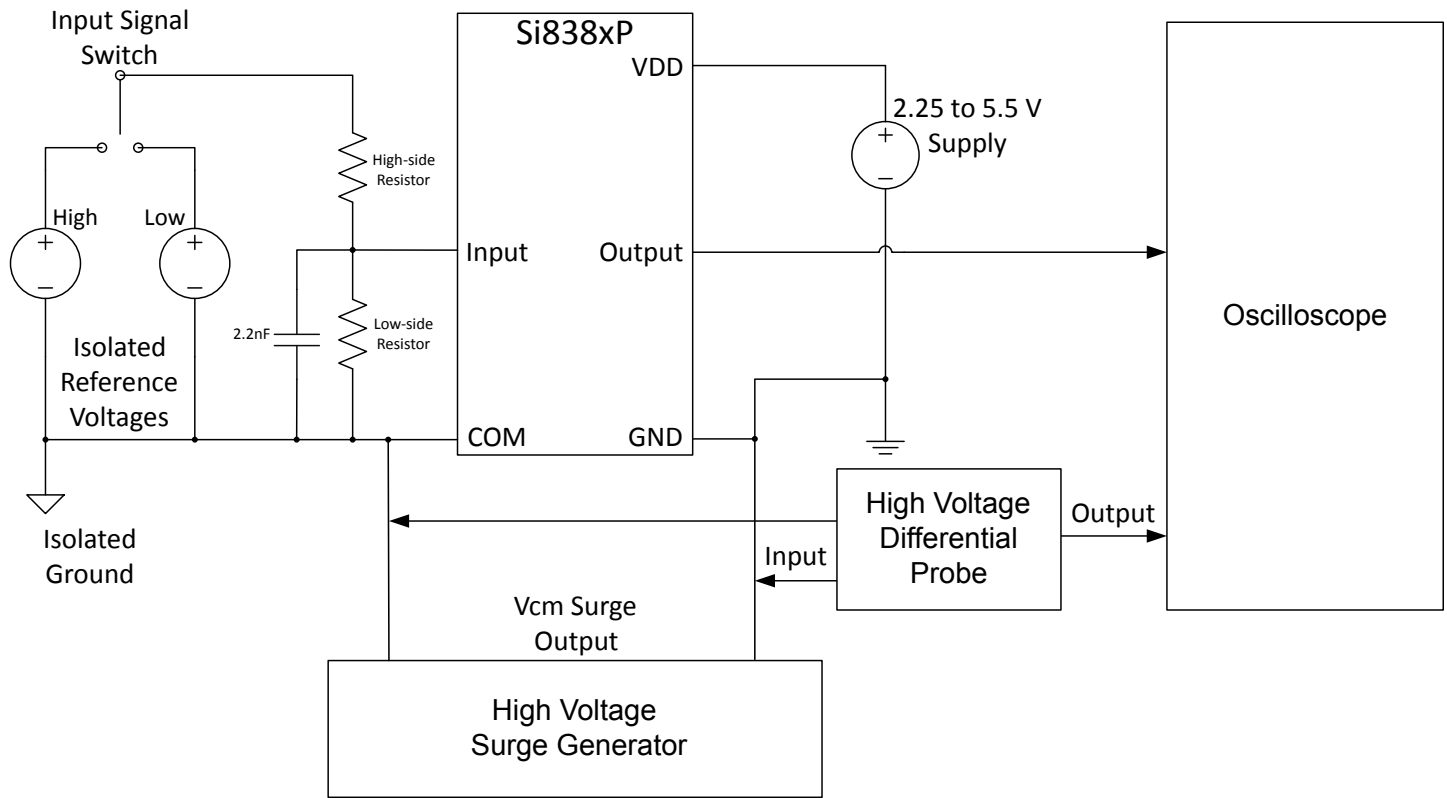 Input Signal
Switch
Si838xP
VDD
2.25 to 5.5 V
Supply
+
−
High-side
Resistor
High
Low
+
−
+
−
Input
Output
Oscilloscope
2.2nF
Low-side
Resistor
Isolated
Reference
Voltages
COM
GND
Isolated
Ground
High Voltage
Differential
Probe
Output
Input
Vcm Surge
Output
High Voltage
Surge Generator